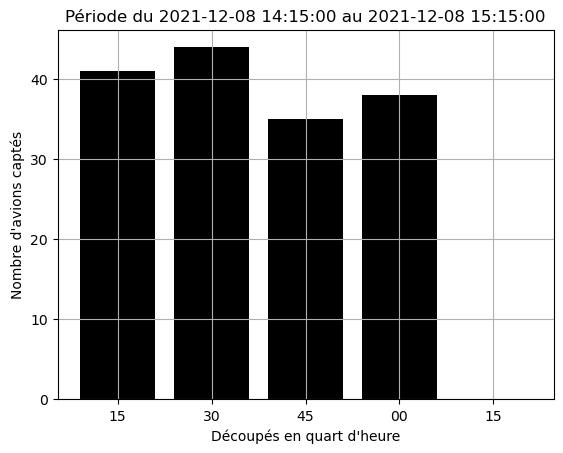 Période du 2021-12-08 14:15:00 au 2021-12-08 15:15:00
Nombre d'avions captés
40
30
20
10
0
15 30 45 00 15
Découpés en quart d'heure